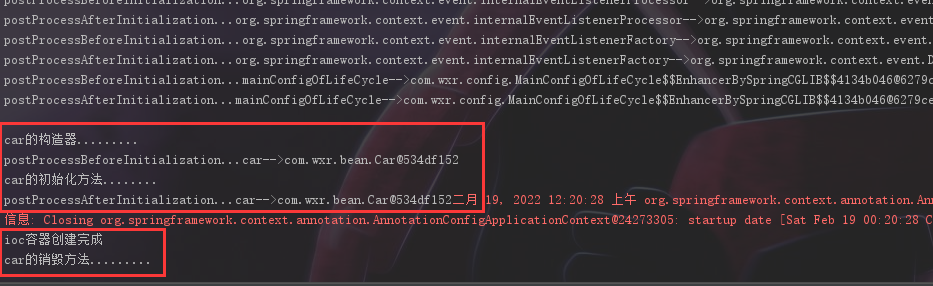 postProcessBeforeInitialization...org.springframework.context.event.internalEventListenerProcessor-->org.springframework.context.even
postProcessAfterInitialization...org.springframework.context.event.internalEventListenerProcessor-->org.springframework.context.event
postProcessBeforeInitialization...org.springframework.context.event.internalEventListenerFactory-->org.springframework.context.event.
postProcessAfterInitialization...org.springframework.context.event.internalEventListenerFactory-->org.springframework.context.event.D
postProcessBeforeInitialization...mainConfigOfLifeCycle-->com.wxr.config.MainConfigOfLifeCycle$$EnhancerBySpringCGLIB$$4134b046@6279c
postProcessAfterInitialization...mainConfigOfLifeCycle-->com.wxr.config.MainConfigOfLifeCycle$$EnhancerBySpringCGLIB$$4134b046@6279ce
car的构造器.........
postProcessBeforeInitialization...car-->com.wxr.bean.Car@534df152
car的初始化方法........
postProcessAfterInitialization...car-->com.wxr.bean.Car@534df152二月 19, 2022 12:20:28 上午 org.springframework.context.annotation.Ann
信息: Closing org.springframework.context.annotation.AnnotationConfigApplicationContext@24273305: startup date [Sat Feb 19 00:20:28 C
ioc容器创建完成
car的销毁方法.........